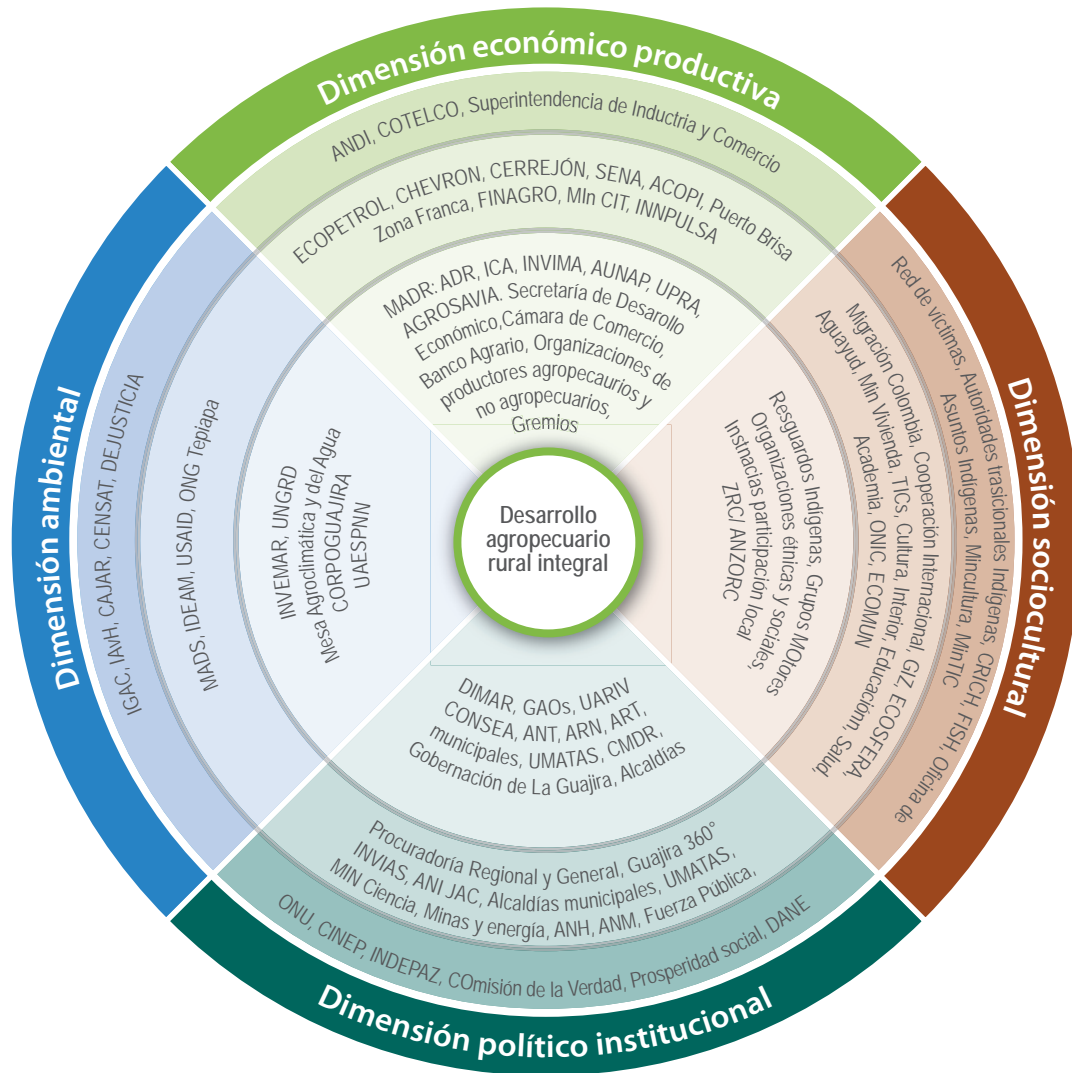 Dimensión económico productiva
ANDI, COTELCO, Superintendencia de Industria y Comercio
ECOPETROL, CHEVRON, CERREJÓN, SENA, ACOPI, Puerto Brisa
Zona Franca, FINAGRO, MIn CIT, INNPULSA
MADR: ADR, ICA, INVIMA, AUNAP, UPRA,
AGROSAVIA. Secretaría de Desarollo
Económico,Cámara de Comercio,
Banco Agrario, Organizaciones de
productores agropecaurios y
no agropecuarios,
Gremios
Dimensión sociocultural
Red de víctimas, Autoridades trasicionales Indígenas, CRICH, FISH, Oficina de
Asuntos Indígenas, Mincultura, MinTIC
Migración Colombia, Cooperación Internacional, GIZ, ECOSFERA,
Aguayud, Min Vivienda, TICs, Cultura, Interior, Educaciónn, Salud,
Academia, ONIC, ECOMUN
Resguardos Indígenas, Grupos MOtores
Organizaciones étnicas y sociales,
Instnacias participación local
ZRC/ ANZORC
Desarrollo
agropecuario
rural integral
Dimensión ambiental
IGAC, IAvH, CAJAR, CENSAT, DEJUSTICIA
MADS, IDEAM, USAID, ONG Tepiapa
INVEMAR, UNGRD
Mesa Agroclimática y del Agua
CORPOGUAJIRA
UAESPNN
DIMAR, GAOs, UARIV
CONSEA, ANT, ARN, ART,
municipales, UMATAS, CMDR,
Gobernación de La Guajira, Alcaldías
Procuradoría Regional y General, Guajira 360°
INVIAS, ANI JAC, Alcaldías municipales, UMATAS,
MIN Ciencia, Minas y energía, ANH, ANM, Fuerza Pública,
ONU, CINEP, INDEPAZ, COmisión de la Verdad, Prosperidad social, DANE
Dimensión político institucional